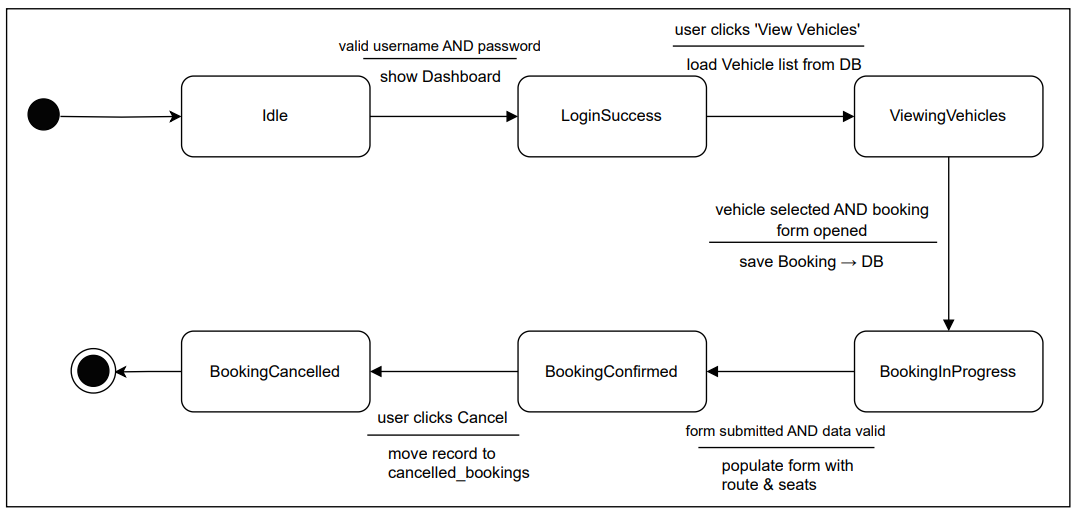 user clicks 'View Vehicles'
valid username AND password
load Vehicle list from DB
show Dashboard
Idle
LoginSuccess
ViewingVehicles
vehicle selected AND booking
form opened
save Booking → DB
BookingCancelled
BookingConfirmed
BookingInProgress
user clicks Cancel
move record to
cancelled_bookings
form submitted AND data valid
populate form with
route & seats